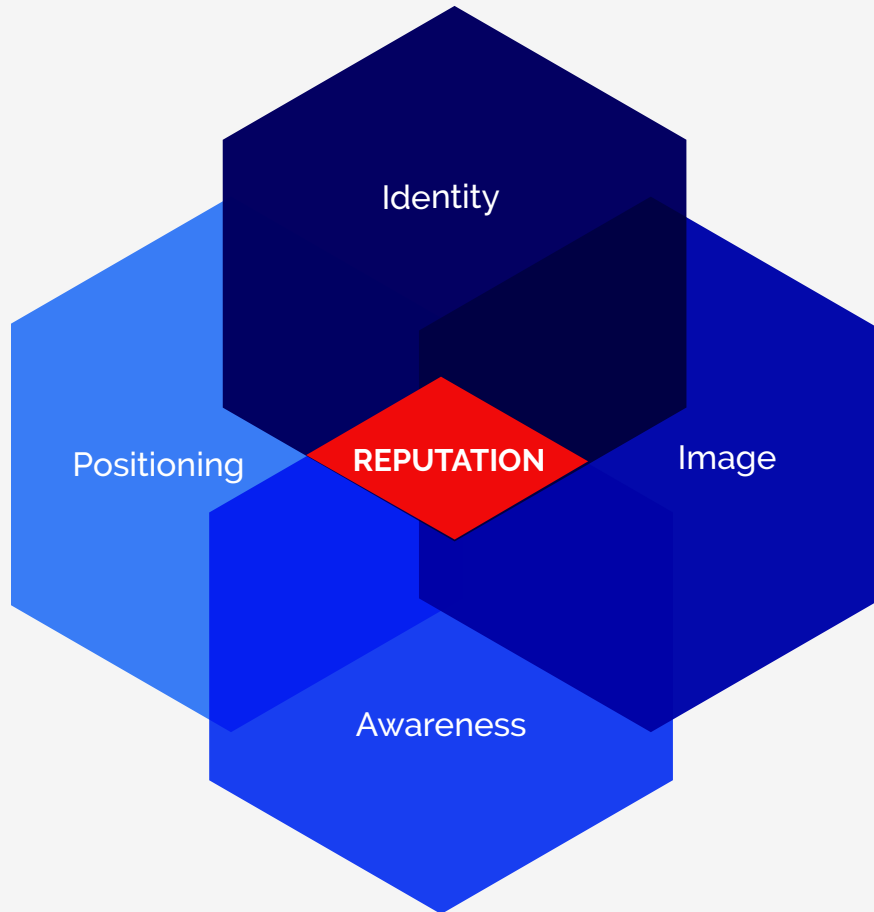 Identity
Positioning
REPUTATION
Image
Awareness